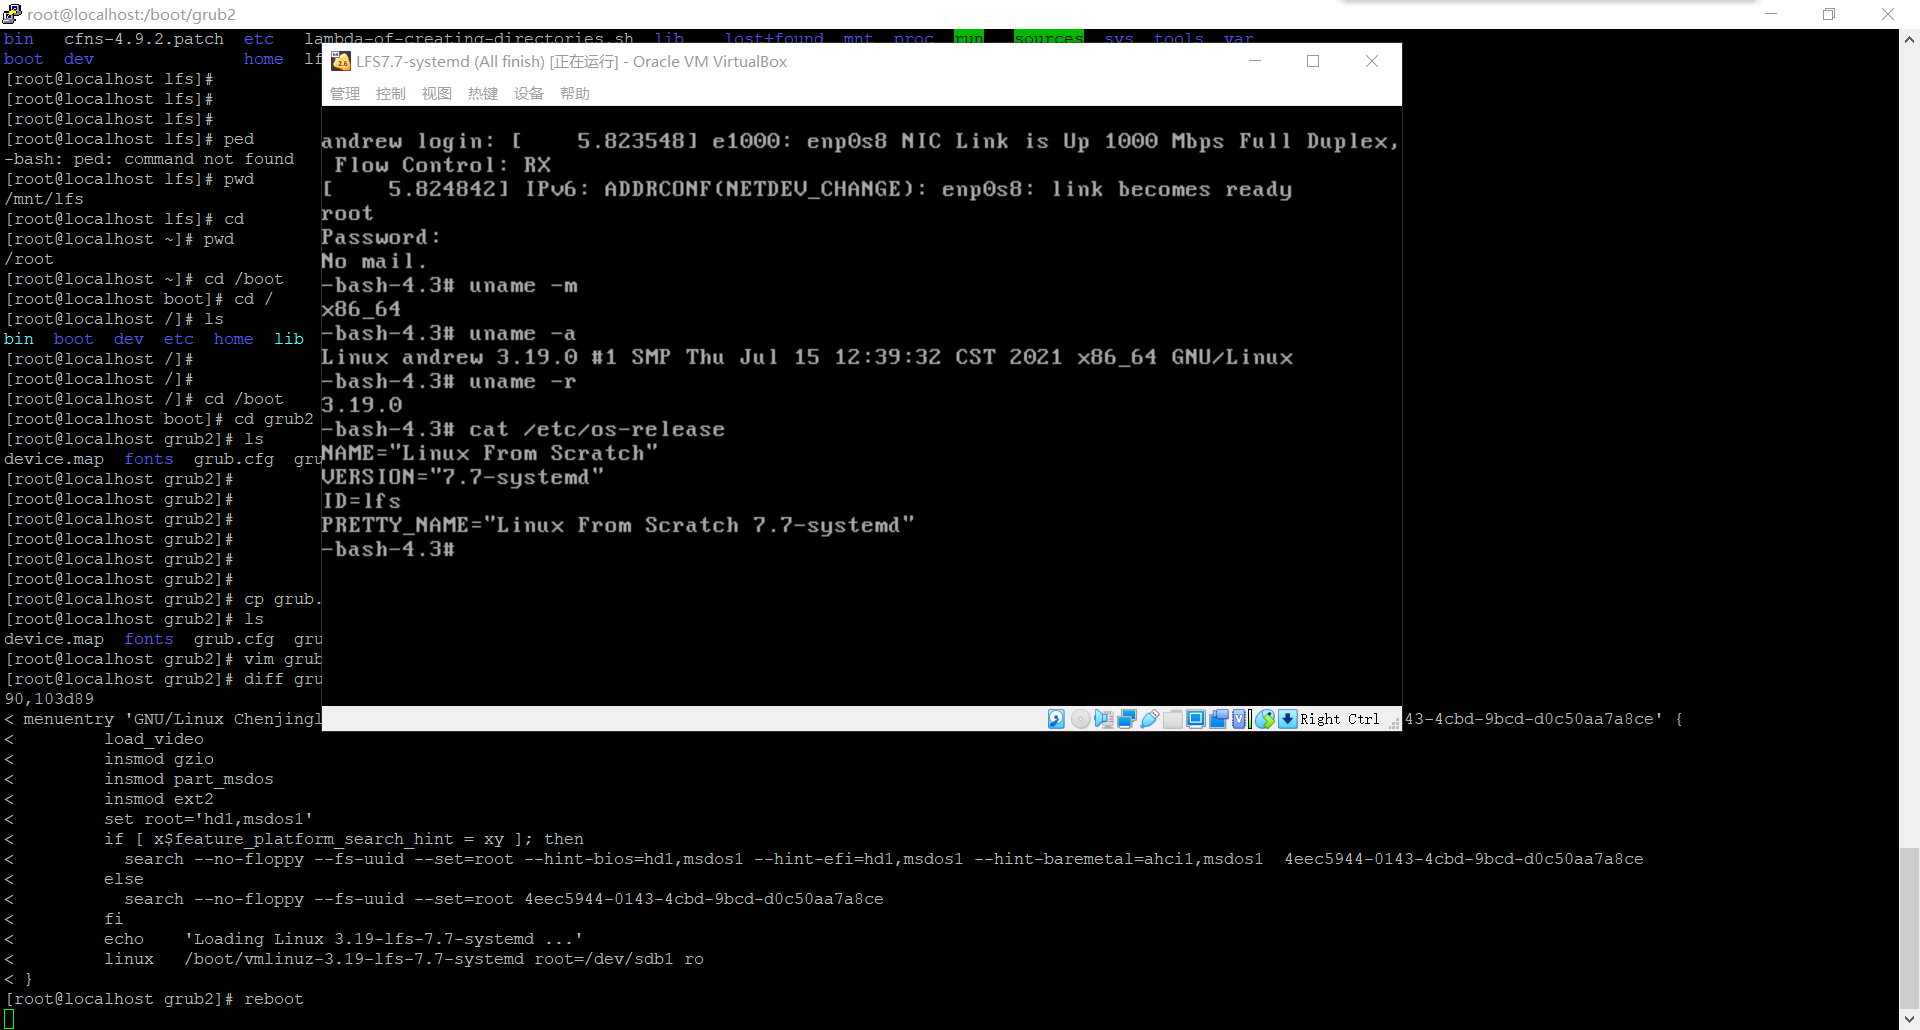 root@localhost:/boot/grub2
bin   cfns-4.9.2.patch  etc   lambda-of-creating-directories.sh  lib    lost+found  mnt  proc  run   sources  sys  tools  var
boot  dev               home  lf
[root@localhost lfs]#
[root@localhost lfs]#
[root@localhost lfs]#
[root@localhost lfs]# ped
-bash: ped: command not found
[root@localhost lfs]# pwd
/mnt/lfs
[root@localhost lfs]# cd
[root@localhost ~]# pwd
/root
[root@localhost ~]# cd /boot
[root@localhost boot]# cd /
[root@localhost /]# ls
bin  boot  dev  etc  home  lib
[root@localhost /]#
[root@localhost /]#
[root@localhost /]# cd /boot
[root@localhost boot]# cd grub2
[root@localhost grub2]# ls
device.map  fonts  grub.cfg  gru
[root@localhost grub2]#
[root@localhost grub2]#
[root@localhost grub2]#
[root@localhost grub2]#
[root@localhost grub2]#
[root@localhost grub2]#
[root@localhost grub2]# cp grub.
[root@localhost grub2]# ls
device.map  fonts  grub.cfg  gru
[root@localhost grub2]# vim grub
[root@localhost grub2]# diff gru
90,103d89
< menuentry 'GNU/Linux Chenjingl 43-4cbd-9bcd-d0c50aa7a8ce' {
<         load_video
<         insmod gzio
<         insmod part_msdos
<         insmod ext2
<         set root='hd1,msdos1'
<         if [ x$feature_platform_search_hint = xy ]; then
<           search --no-floppy --fs-uuid --set=root --hint-bios=hd1,msdos1 --hint-efi=hd1,msdos1 --hint-baremetal=ahci1,msdos1  4eec5944-0143-4cbd-9bcd-d0c50aa7a8ce
<         else
<           search --no-floppy --fs-uuid --set=root 4eec5944-0143-4cbd-9bcd-d0c50aa7a8ce
<         fi
<         echo    'Loading Linux 3.19-lfs-7.7-systemd ...'
<         linux   /boot/vmlinuz-3.19-lfs-7.7-systemd root=/dev/sdb1 ro
< }
[root@localhost grub2]# reboot
LFS7.7-systemd (All finish) [正在运行] - Oracle VM VirtualBox
管理 控制 视图 热键 设备 帮助
andrew login: [    5.823548] e1000: enp0s8 NIC Link is Up 1000 Mbps Full Duplex,
 Flow Control: RX
[    5.824842] IPv6: ADDRCONF(NETDEV_CHANGE): enp0s8: link becomes ready
root
Password:
No mail.
-bash-4.3# uname -m
x86_64
-bash-4.3# uname -a
Linux andrew 3.19.0 #1 SMP Thu Jul 15 12:39:32 CST 2021 x86_64 GNU/Linux
-bash-4.3# uname -r
3.19.0
-bash-4.3# cat /etc/os-release
NAME="Linux From Scratch"
VERSION="7.7-systemd"
ID=lfs
PRETTY_NAME="Linux From Scratch 7.7-systemd"
-bash-4.3#
Right Ctrl